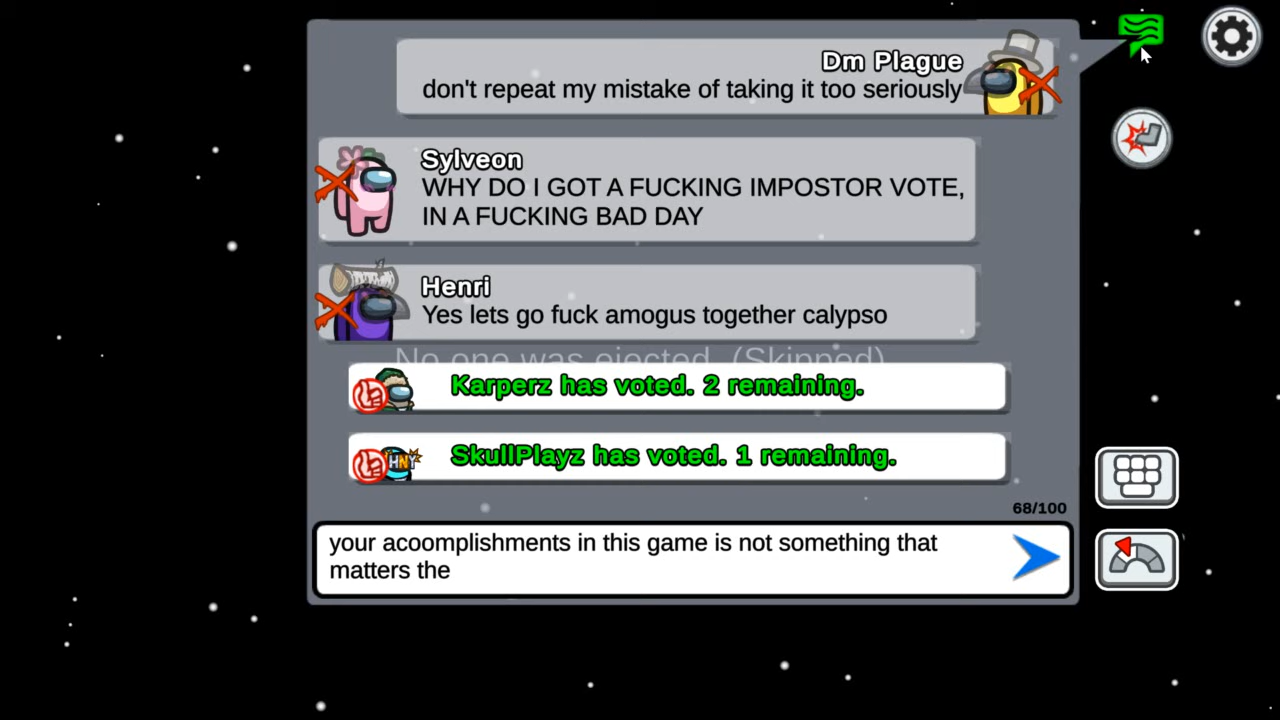 Dm Plague
don't repeat my mistake of taking it too seriously
Sylveon
WHY DO I GOT A FUCKING IMPOSTOR VOTE,
IN A FUCKING BAD DAY
Henri
Yes lets go fuck amogus together calypso
No one was ejected. (Skipped)
Karperz has voted. 2 remaining.
HNY
SkullPlayz has voted. 1 remaining.
68/100
your acoomplishments in this game is not something that
matters the